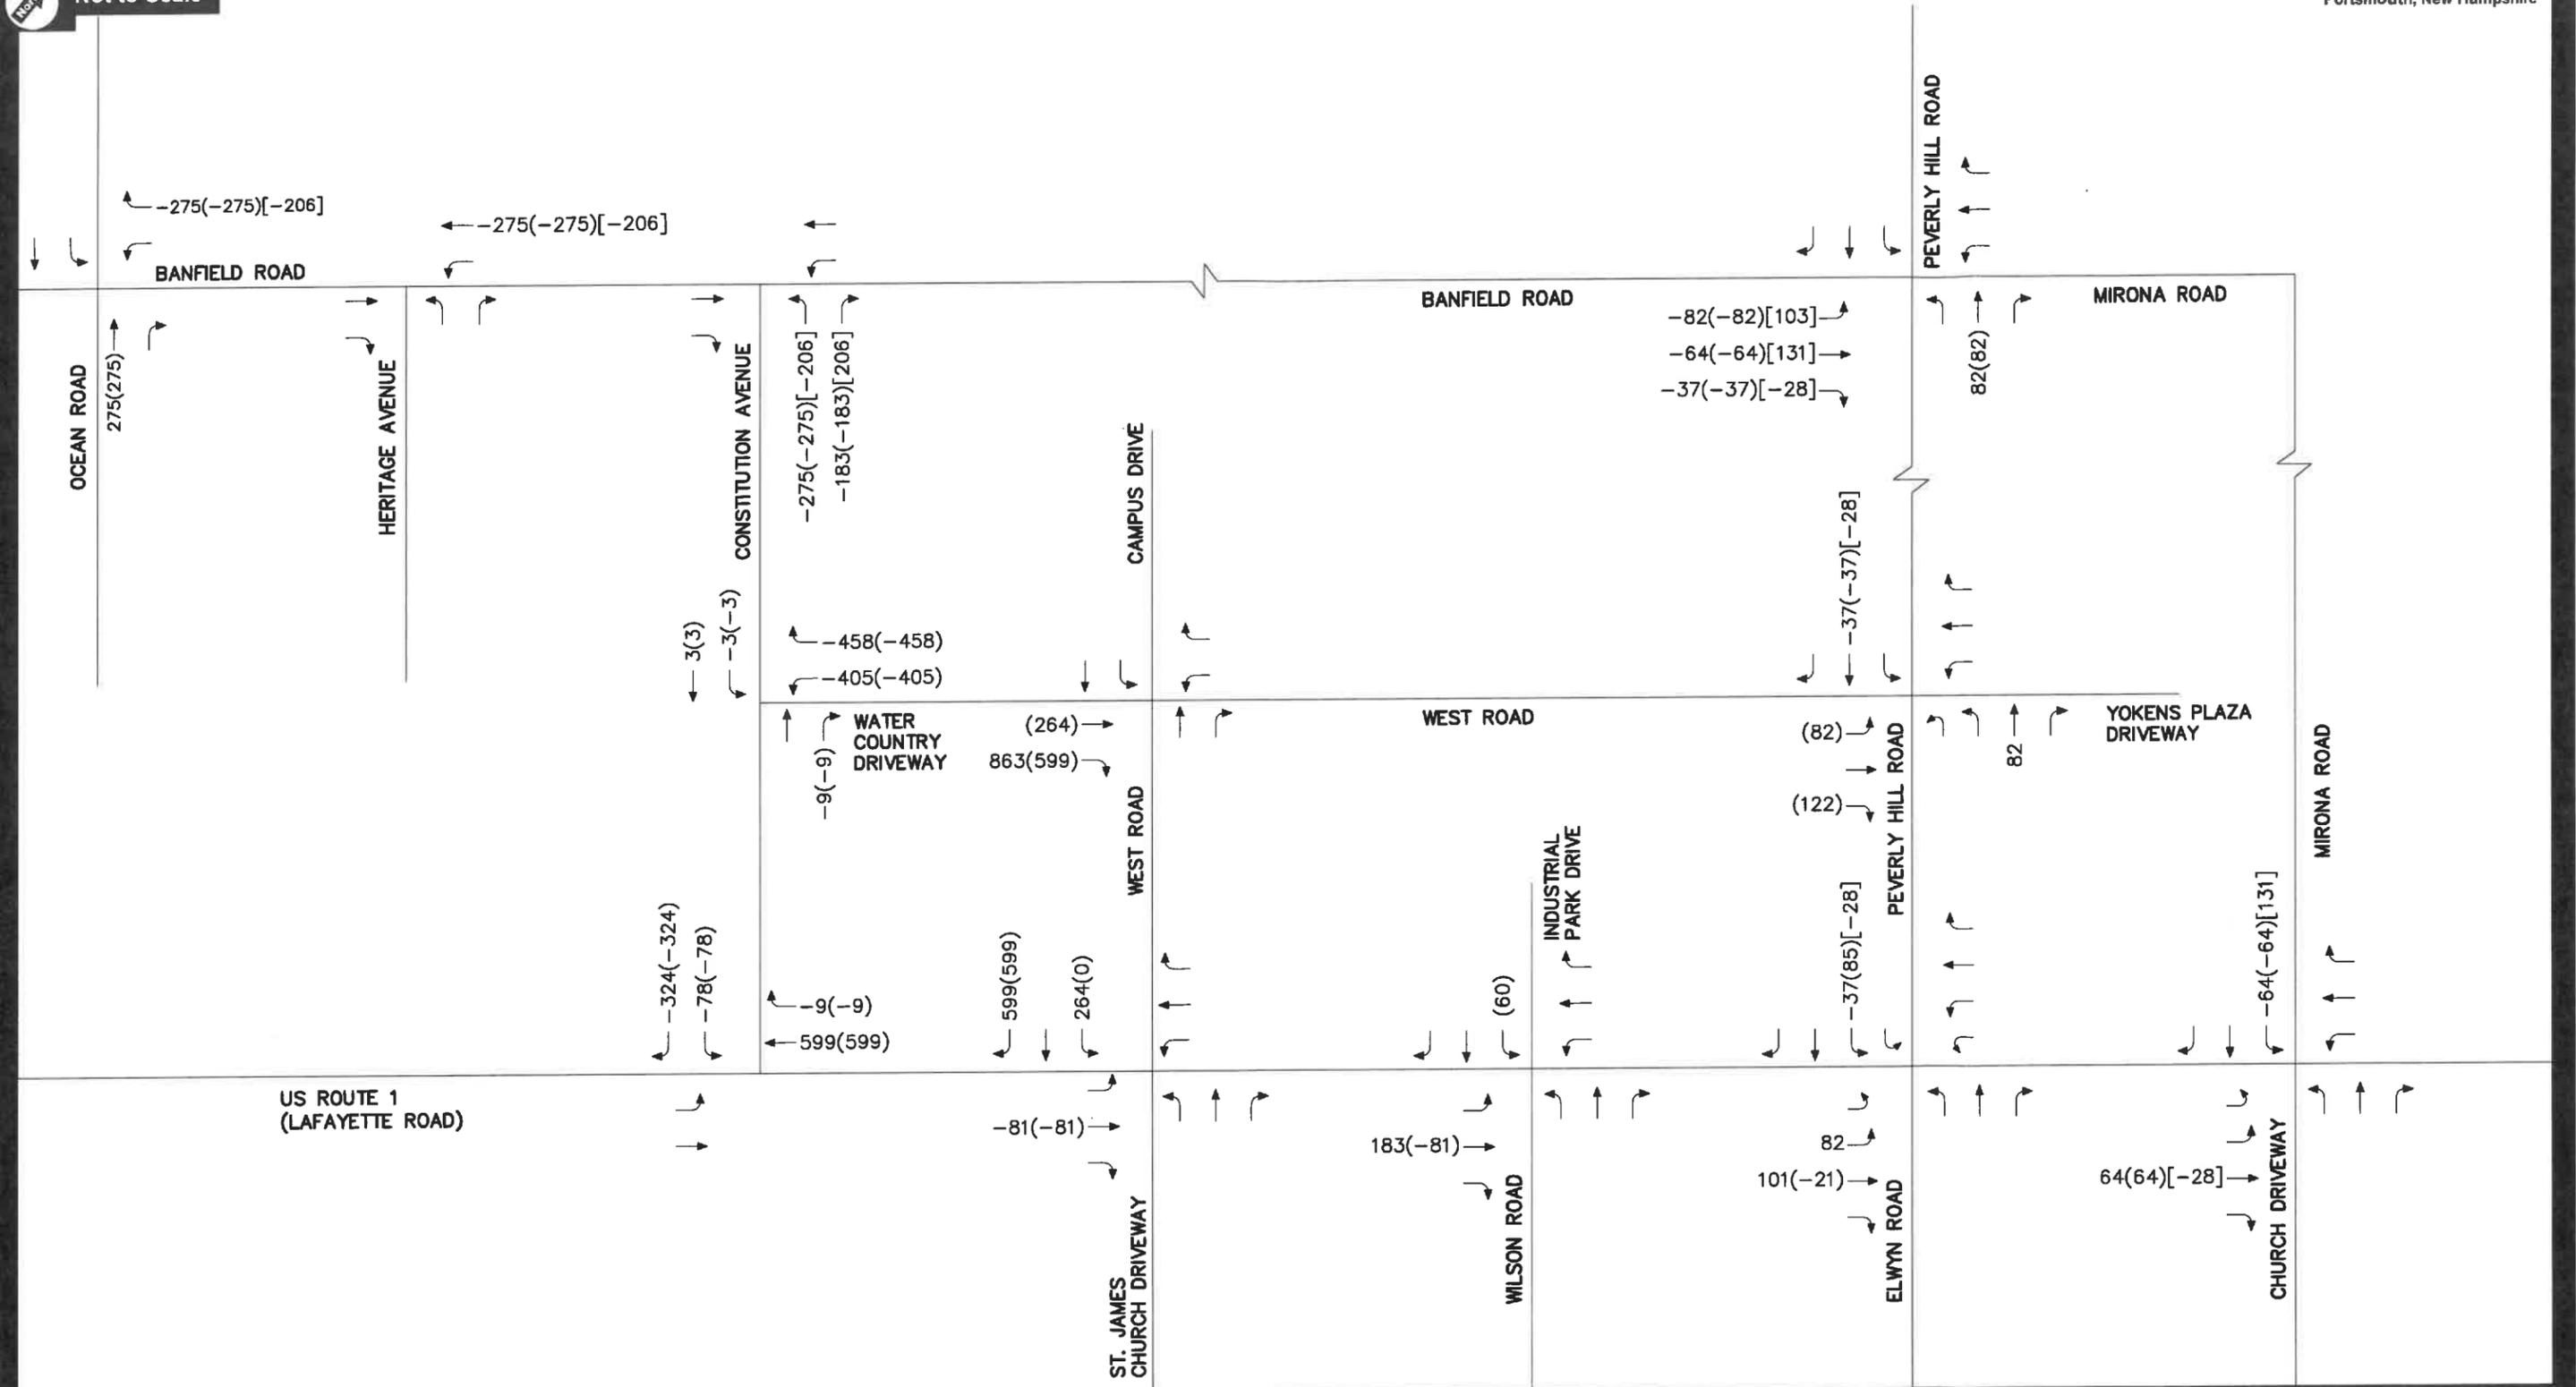 PEVERLY HILL ROAD
-275(-275)[-206]
-275(-275)[-206]
BANFIELD ROAD
BANFIELD ROAD
MIRONA ROAD
-82(-82)[103]
-64(-64)[131]
-37(-37)[-28]
82(82)
OCEAN ROAD
275(275)
HERITAGE AVENUE
CONSTITUTION AVENUE
-275(-275)[-206]
-183(-183)[206]
CAMPUS DRIVE
-37(-37)[-28]
3(3)
-3(-3)
-458(-458)
-405(-405)
WATER
COUNTRY
DRIVEWAY
-9(-9)
(264)
863(599)
WEST ROAD
WEST ROAD
(82)
(122)
PEVERLY HILL ROAD
82
YOKENS PLAZA
DRIVEWAY
MIRONA ROAD
INDUSTRIAL
PARK DRIVE
-324(-324)
-78(-78)
-9(-9)
599(599)
599(599)
264(0)
(60)
-37(85)[-28]
-64(-64)[131]
US ROUTE 1
(LAFAYETTE ROAD)
-81(-81)
183(-81)
82
101(-21)
64(64)[-28]
ST. JAMES
CHURCH DRIVEWAY
WILSON ROAD
ELWYN ROAD
CHURCH DRIVEWAY